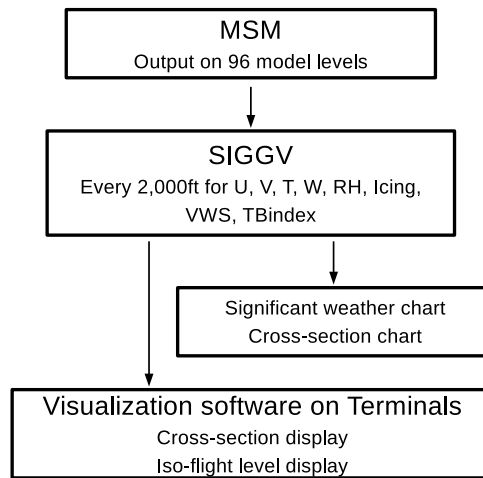 MSM
Output on 96 model levels
SIGGV
Every 2,000ft for U, V, T, W, RH, Icing,
VWS, TBindex
Significant weather chart
Cross-section chart
Visualization software on Terminals
Cross-section display
Iso-flight level display